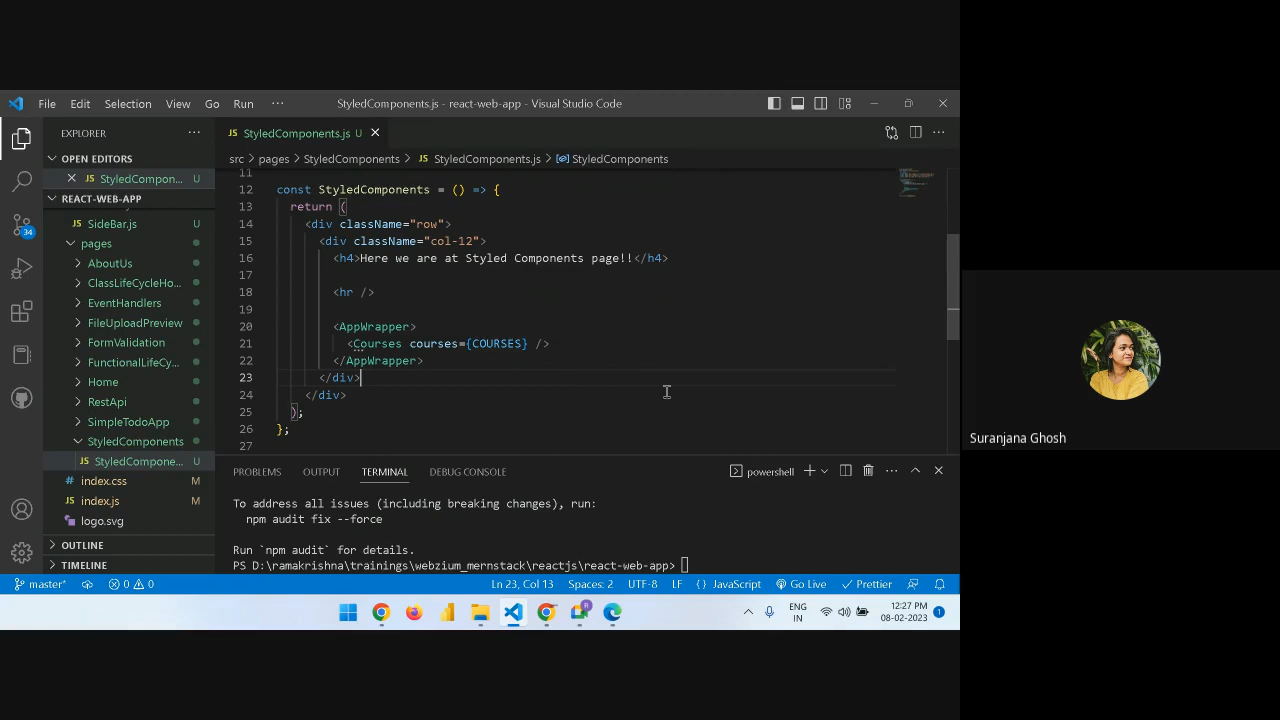 File Edit Selection View Go Run ··· StyledComponents.js - react-web-app - Visual Studio Code
EXPLORER ···
JS StyledComponents.js U
OPEN EDITORS
src > pages > StyledComponents > JS StyledComponents.js > StyledComponents
JS StyledCompon... U
REACT-WEB-APP
JS SideBar.js U
pages
AboutUs
ClassLifeCycleHo...
EventHandlers
FileUploadPreview
FormValidation
FunctionalLifeCy...
Home
RestApi
SimpleTodoApp
StyledComponents
JS StyledCompone... U
# index.css M
JS index.js M
logo.svg
OUTLINE
TIMELINE
34
11
12 const StyledComponents = () => {
13 return (
14 <div className="row">
15 <div className="col-12">
16 <h4>Here we are at Styled Components page!!</h4>
17
18 <hr />
19
20 <AppWrapper>
21 <Courses courses={COURSES} />
22 </AppWrapper>
23 </div>
24 </div>
25 );
26 };
27
PROBLEMS OUTPUT TERMINAL DEBUG CONSOLE powershell
To address all issues (including breaking changes), run:
npm audit fix --force
Run `npm audit` for details.
PS D:\ramakrishna\trainings\webzium_mernstack\reactjs\react-web-app>
master* 0 0 Ln 23, Col 13 Spaces: 2 UTF-8 LF {} JavaScript Go Live Prettier
ENG
IN
12:27 PM
08-02-2023
1
Suranjana Ghosh